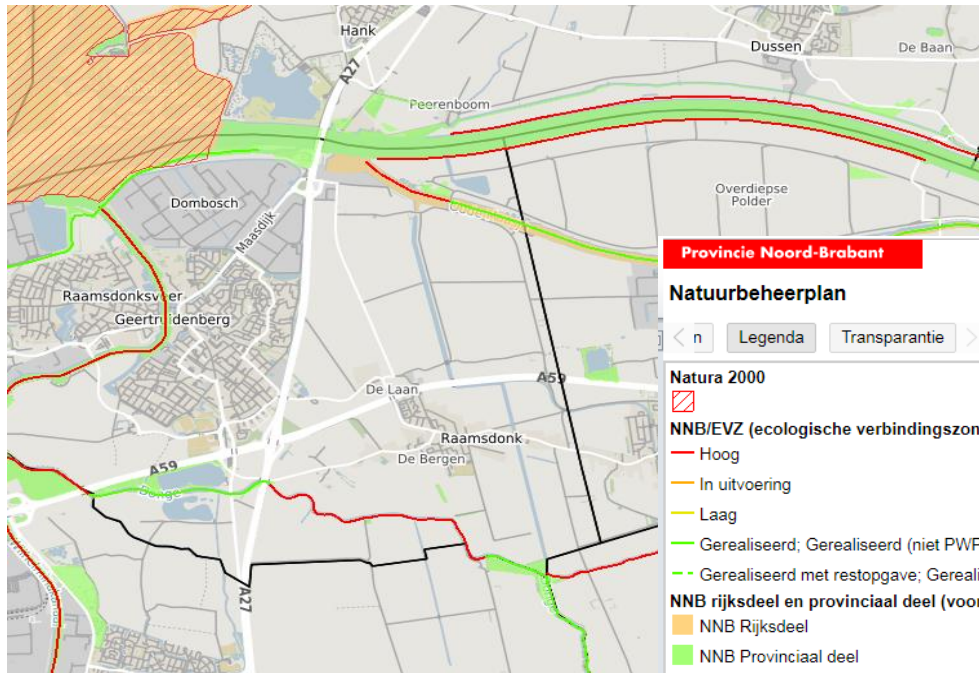 Hank
Dussen
De Baan
A27
Peerenboom
Dombosch
Maasdijk
Overdiepse
Polder
Raamsdonksveer
Geertruidenberg
A59
De Laan
Raamsdonk
De Bergen
A59
Donge
A27
Provincie Noord-Brabant
Natuurbeheerplan
n
Legenda
Transparantie
Natura 2000
NNB/EVZ (ecologische verbindingszon
Hoog
In uitvoering
Laag
Gerealiseerd; Gerealiseerd (niet PWF
Gerealiseerd met restopgave; Gereali
NNB rijksdeel en provinciaal deel (voor
NNB Rijksdeel
NNB Provinciaal deel